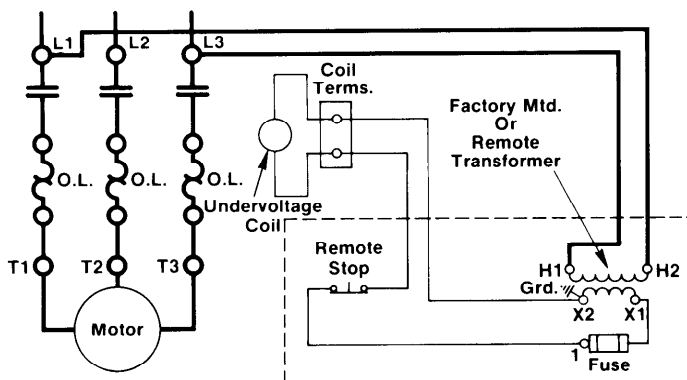 L1
L2
L3
Coil
Terms.
Factory Mtd.
Or
Remote
Transformer
O.L.
O.L.
O.L.
Undervoltage
Coil
Remote
Stop
T1
T2
T3
H1
H2
Grd.
X2
X1
Motor
1
Fuse